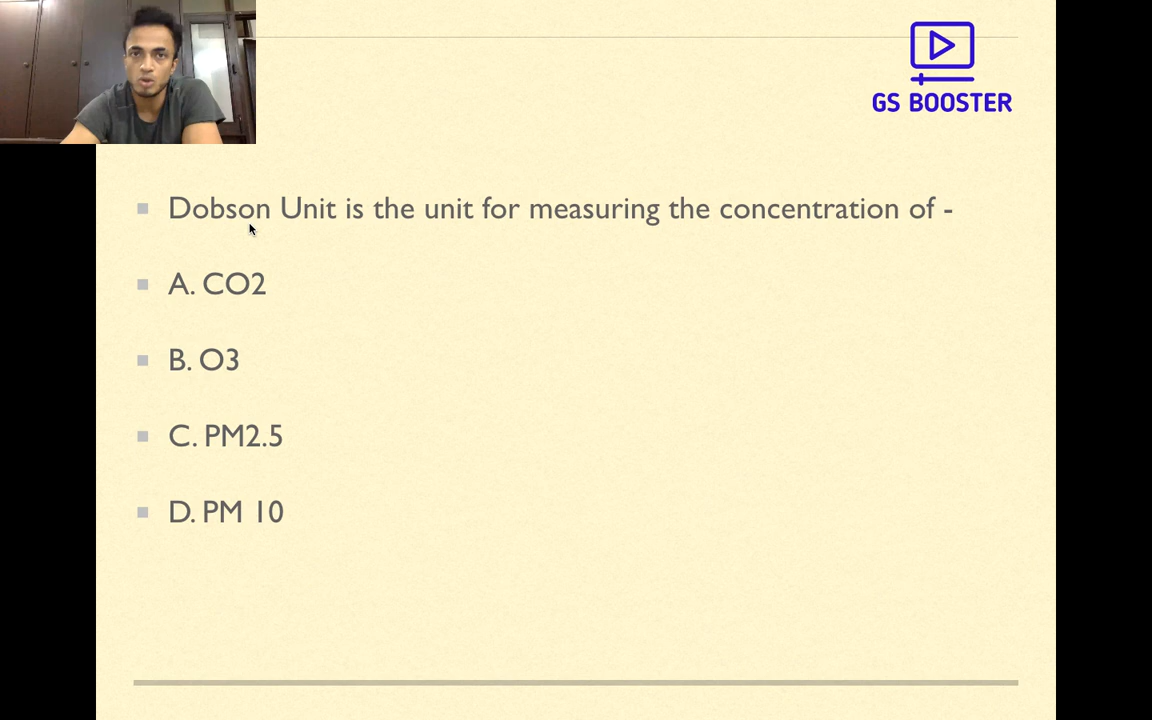 GS BOOSTER
Dobson Unit is the unit for measuring the concentration of -
A. CO2
B. O3
C. PM2.5
D. PM 10